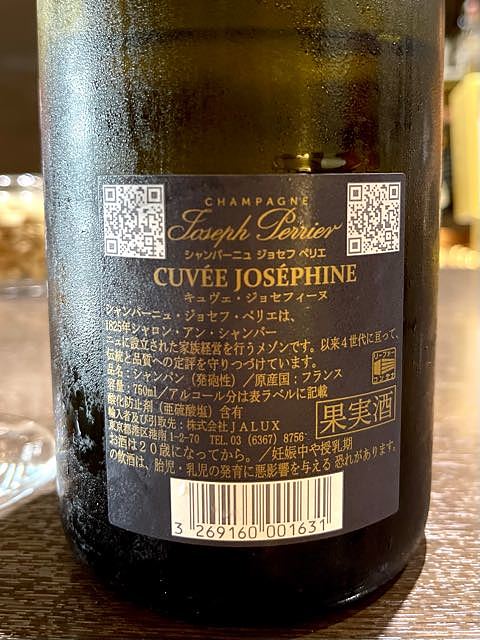 CHAMPAGNE
Joseph Perrier
シャンパーニュ ジョセフ ペリエ
CUVÉE JOSÉPHINE
キュヴェ・ジョセフィーヌ
シャンパーニュ・ジョセフ・ペリエは、
1825年シャロン・アン・シャンパー
ニュに設立された家族経営を行うメゾンです。以来4世代に亘って、
伝統と品質への定評を守りつづけています。
品名：シャンパン（発砲性）／原産国：フランス
容量：750ml／アルコール分は表ラベルに記載
酸化防止剤（亜硫酸塩）含有
輸入者及び引取先：株式会社JALUX
東京都港区港南1-2-70 TEL.03 (6367) 8756
お酒は20歳になってから。／妊娠中や授乳期
の飲酒は、胎児・乳児の発育に悪影響を与える 恐れがあります。
リーファー
コンテナ
果実酒
3 269160 001631